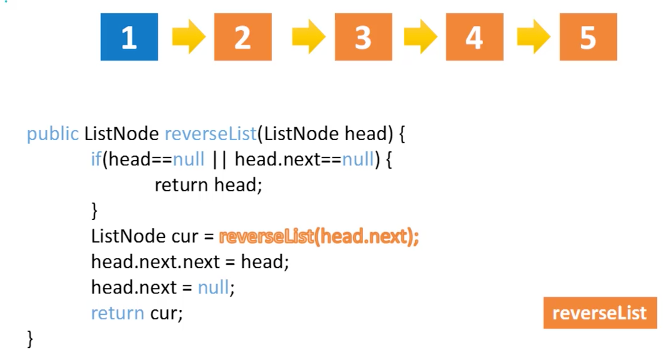 1 2 3 4 5
public ListNode reverseList(ListNode head) {
if(head==null || head.next==null) {
return head;
}
ListNode cur = reverseList(head.next);
head.next.next = head;
head.next = null;
return cur;
reverseList
}